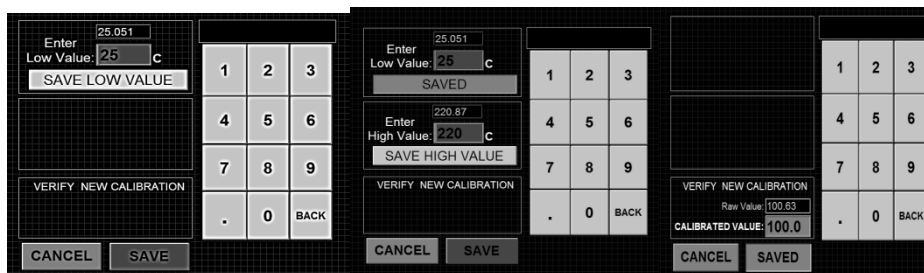 25.051
Enter
Low Value: 25 C
SAVE LOW VALUE
VERIFY NEW CALIBRATION
CANCEL SAVE
1 2 3
4 5 6
7 8 9
. 0 BACK
25.051
Enter
Low Value: 25 C
SAVED
220.87
Enter
High Value: 220 C
SAVE HIGH VALUE
VERIFY NEW CALIBRATION
CANCEL SAVE
1 2 3
4 5 6
7 8 9
. 0 BACK
VERIFY NEW CALIBRATION
Raw Value: 100.63
CALIBRATED VALUE: 100.0
CANCEL SAVED
1 2 3
4 5 6
7 8 9
. 0 BACK